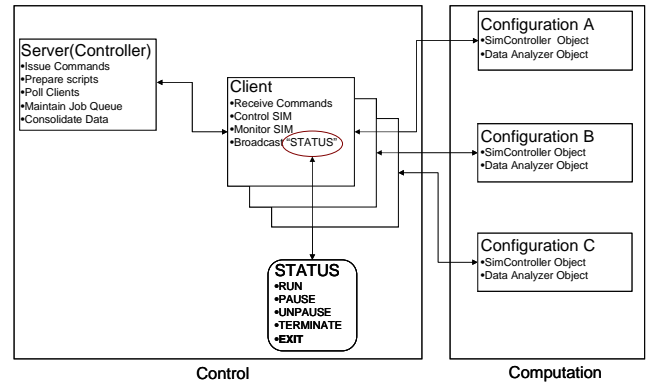 Server(Controller)
•Issue Commands
•Prepare scripts
•Poll Clients
•Maintain Job Queue
•Consolidate Data
Client
•Receive Commands
•Control SIM
•Monitor SIM
•Broadcast “STATUS”
STATUS
•RUN
•PAUSE
•UNPAUSE
•TERMINATE
•EXIT
Control
Configuration A
•SimController Object
•Data Analyzer Object
Configuration B
•SimController Object
•Data Analyzer Object
Configuration C
•SimController Object
•Data Analyzer Object
Computation